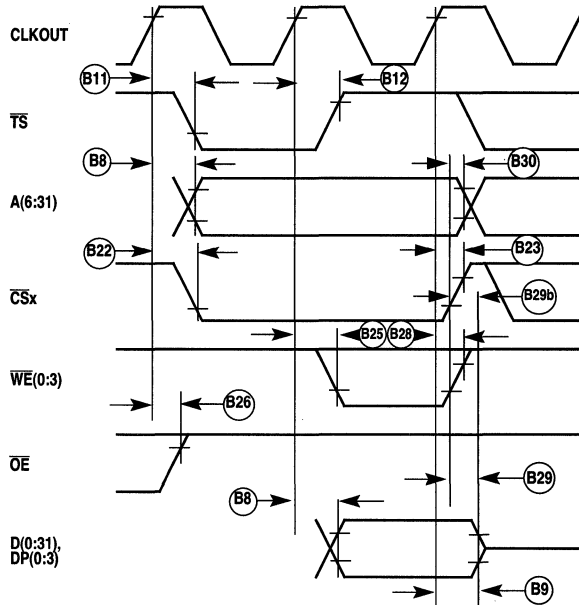 CLKOUT
B11
B12
TS
B8
B30
A(6:31)
B22
B23
CSx
B29b
B25
B28
WE(0:3)
B26
OE
B29
B8
D(0:31),
DP(0:3)
B9